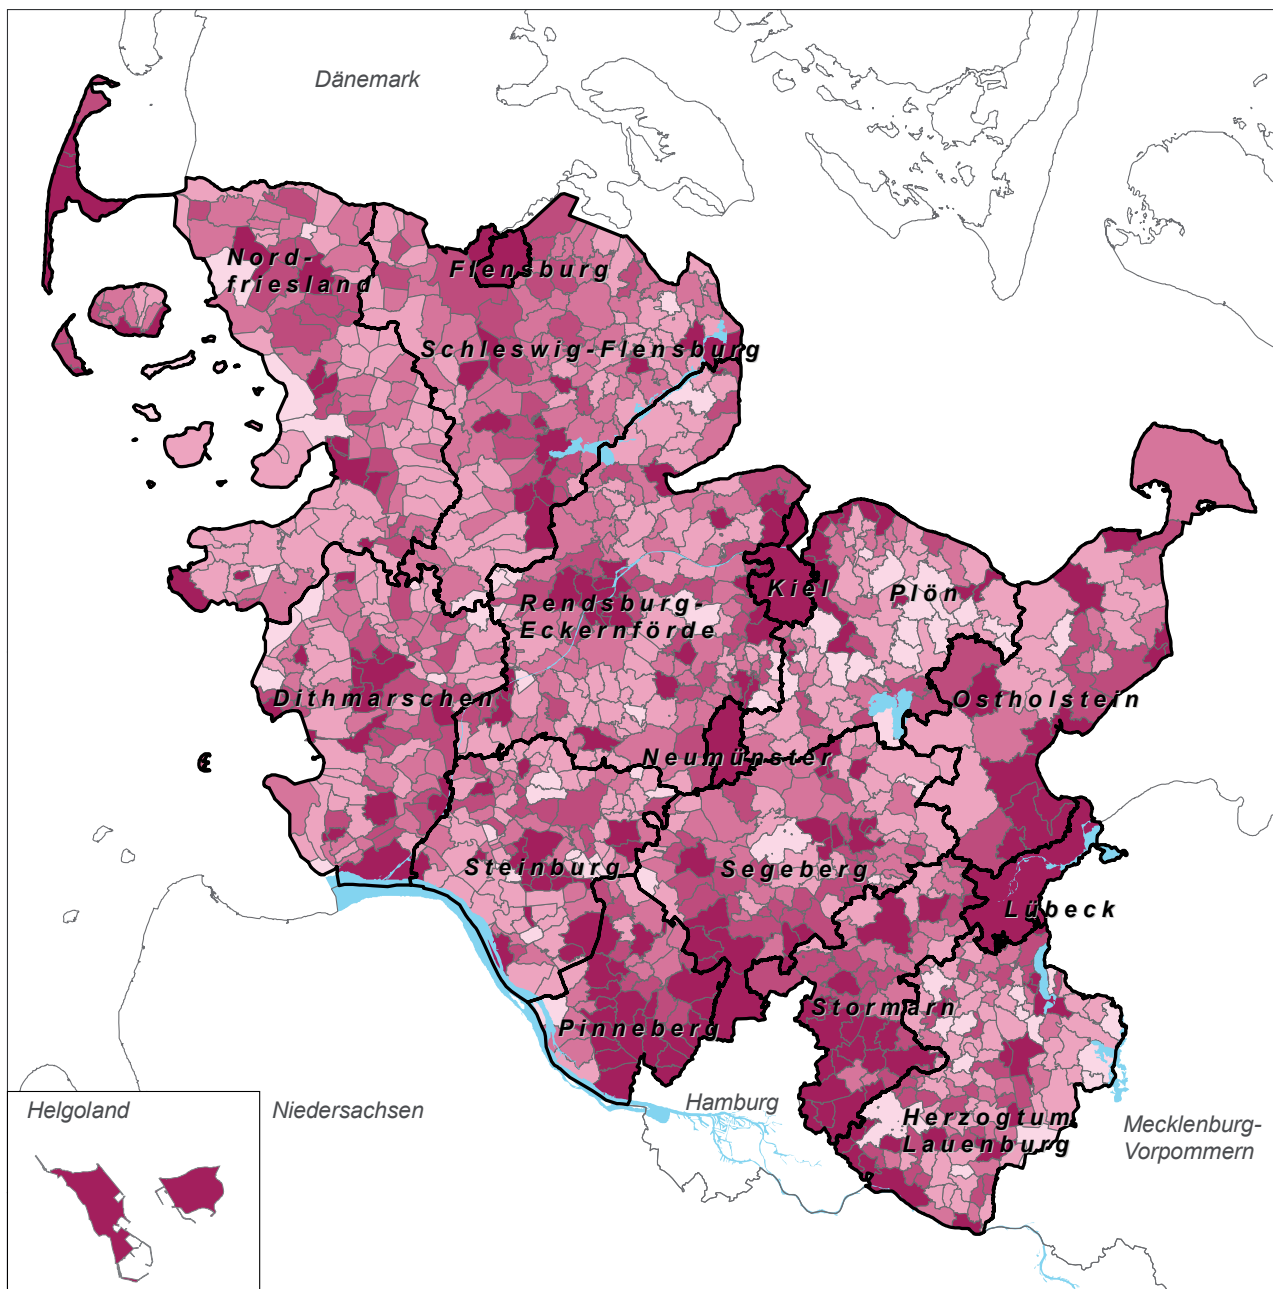 Dänemark
Nord-
friesland
Flensburg
Schleswig-Flensburg
Kiel
Plön
Rendsburg-
Eckernförde
Dithmarschen
Ostholstein
Neumünster
Steinburg
Segeberg
Lübeck
Stormarn
Pinneberg
Helgoland
Niedersachsen
Hamburg
Herzogtum
Lauenburg
Mecklenburg-
Vorpommern